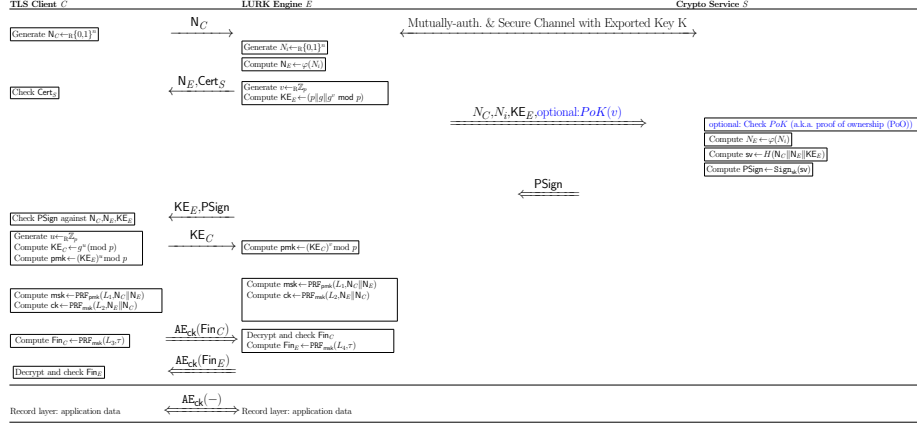 TLS Client C LURK Engine E Crypto Service S
N_C Mutually-auth. & Secure Channel with Exported Key K
Generate N_C←_R{0,1}^n
Generate N_i←_R{0,1}^n
Compute N_E←φ(N_i)
N_E,Cert_S
Check Cert_S
Generate v←_Rℤ_p
Compute KE_E←(p||g||g^v mod p)
N_C,N_i,KE_E,optional:PoK(v)
optional: Check PoK (a.k.a. proof of ownership (PoO))
Compute N_E←φ(N_i)
Compute sv←H(N_C||N_E||KE_E)
Compute PSign←Sign_sk(sv)
PSign
KE_E,PSign
Check PSign against N_C,N_E,KE_E
Generate u←_Rℤ_p
Compute KE_C←g^u(mod p)
Compute pmk←(KE_E)^u mod p
KE_C
Compute pmk←(KE_C)^v mod p
Compute msk←PRF_pmk(L_1,N_C||N_E)
Compute ck←PRF_msk(L_2,N_E||N_C)
Compute msk←PRF_pmk(L_1,N_C||N_E)
Compute ck←PRF_msk(L_2,N_E||N_C)
AE_ck(Fin_C)
Compute Fin_C←PRF_msk(L_3,τ)
Decrypt and check Fin_C
Compute Fin_E←PRF_msk(L_4,τ)
AE_ck(Fin_E)
Decrypt and check Fin_E
AE_ck(−)
Record layer: application data Record layer: application data